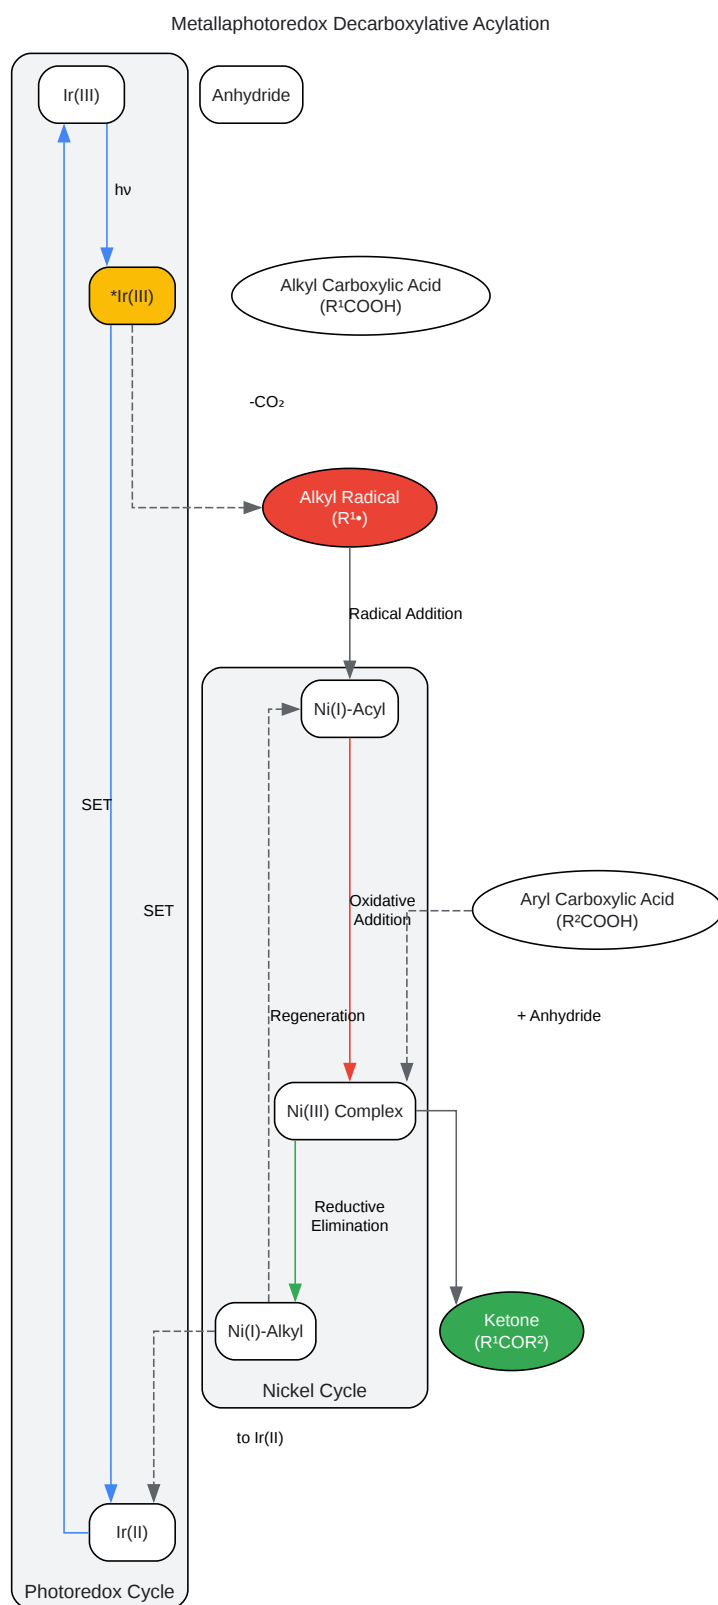 Metallaphotoredox Decarboxylative Acylation
Ir(III)
Anhydride
hν
*Ir(III)
Alkyl Carboxylic Acid
(R¹COOH)
-CO₂
Alkyl Radical
(R¹•)
Radical Addition
Ni(I)-Acyl
SET
SET
Oxidative
Addition
Aryl Carboxylic Acid
(R²COOH)
Regeneration
+ Anhydride
Ni(III) Complex
Reductive
Elimination
Ni(I)-Alkyl
Ketone
(R¹COR²)
Nickel Cycle
to Ir(II)
Ir(II)
Photoredox Cycle